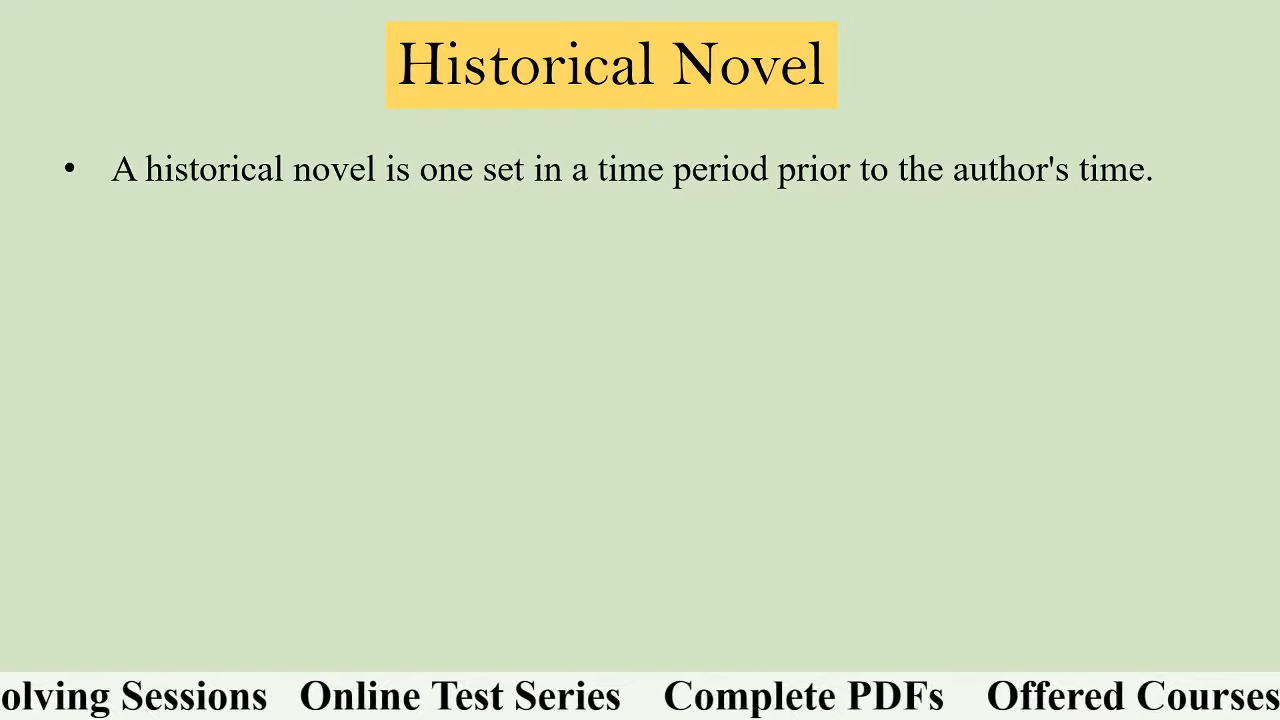 Historical Novel
• A historical novel is one set in a time period prior to the author's time.
olving Sessions Online Test Series Complete PDFs Offered Courses